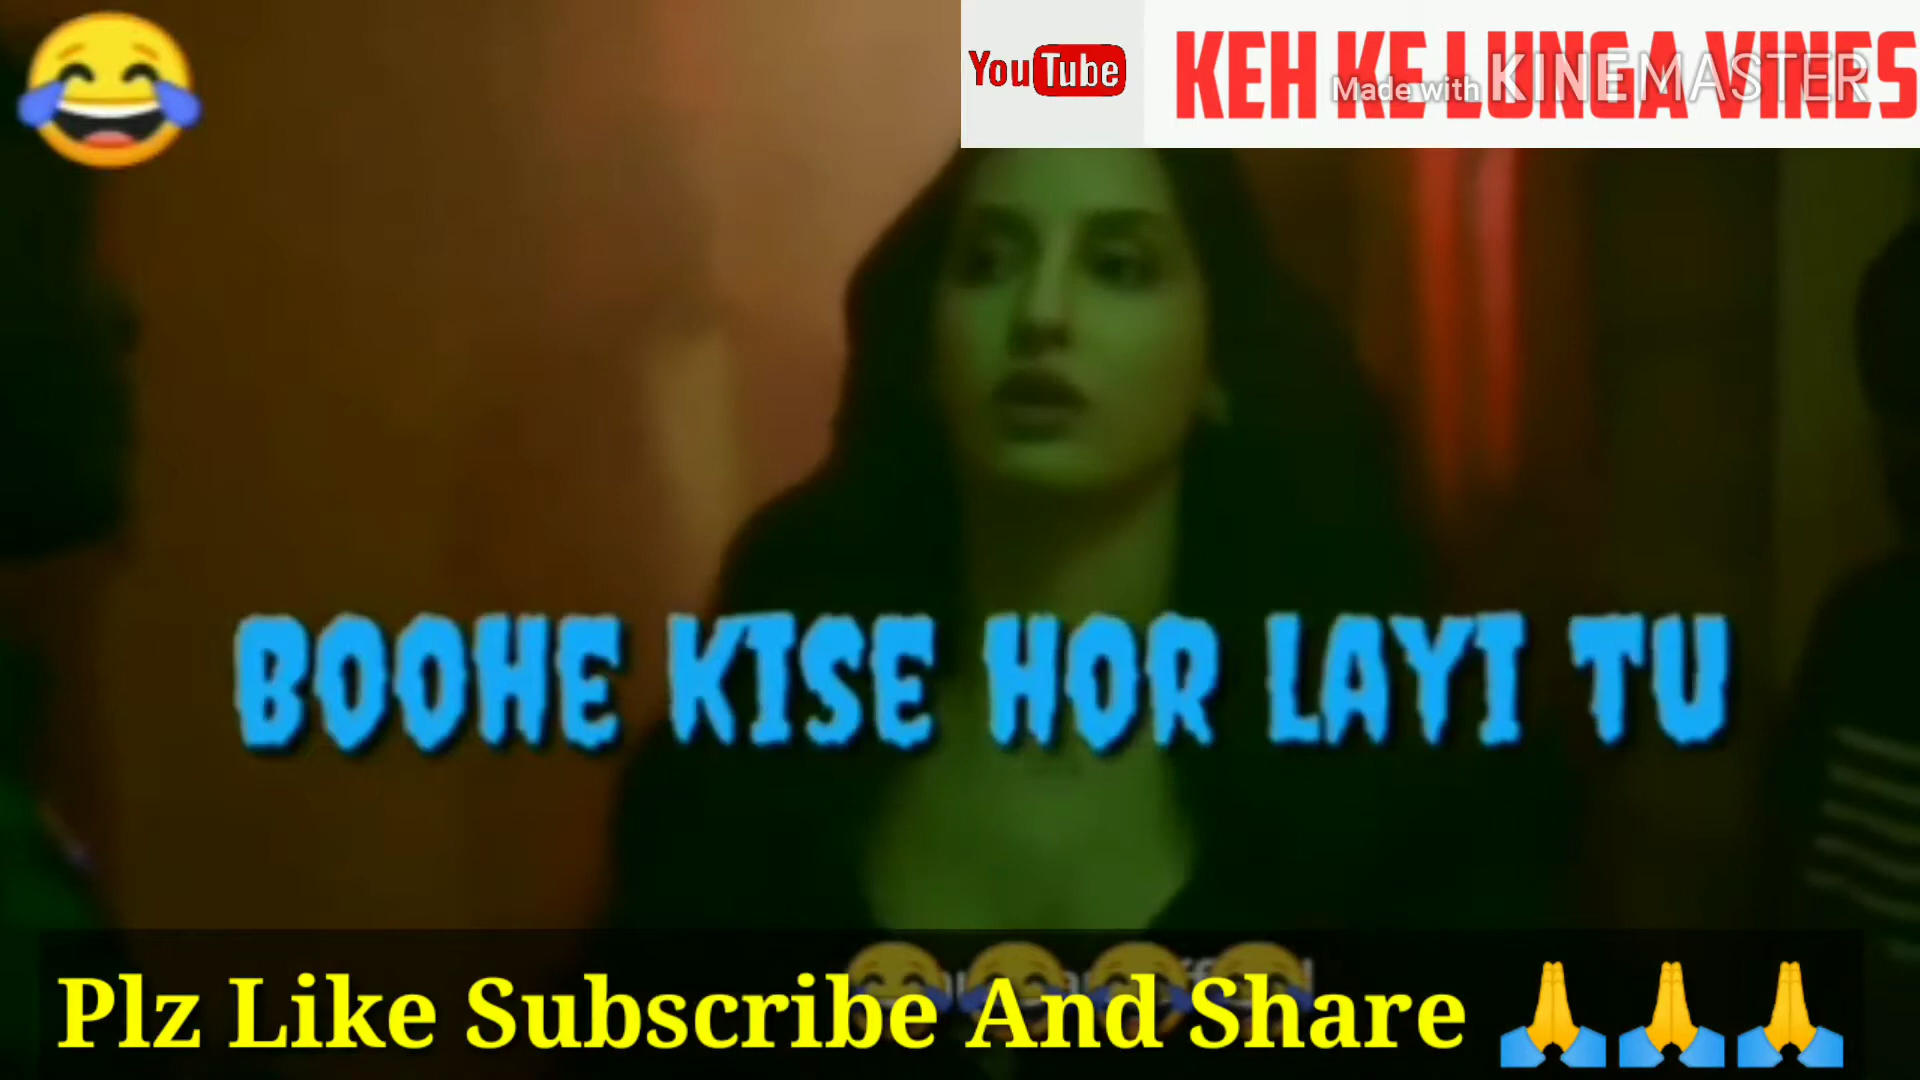 YouTube KEH KE LUNGA VINES
Made with KINEMASTER
BOOHE KISE HOR LAYI TU
Plz Like Subscribe And Share